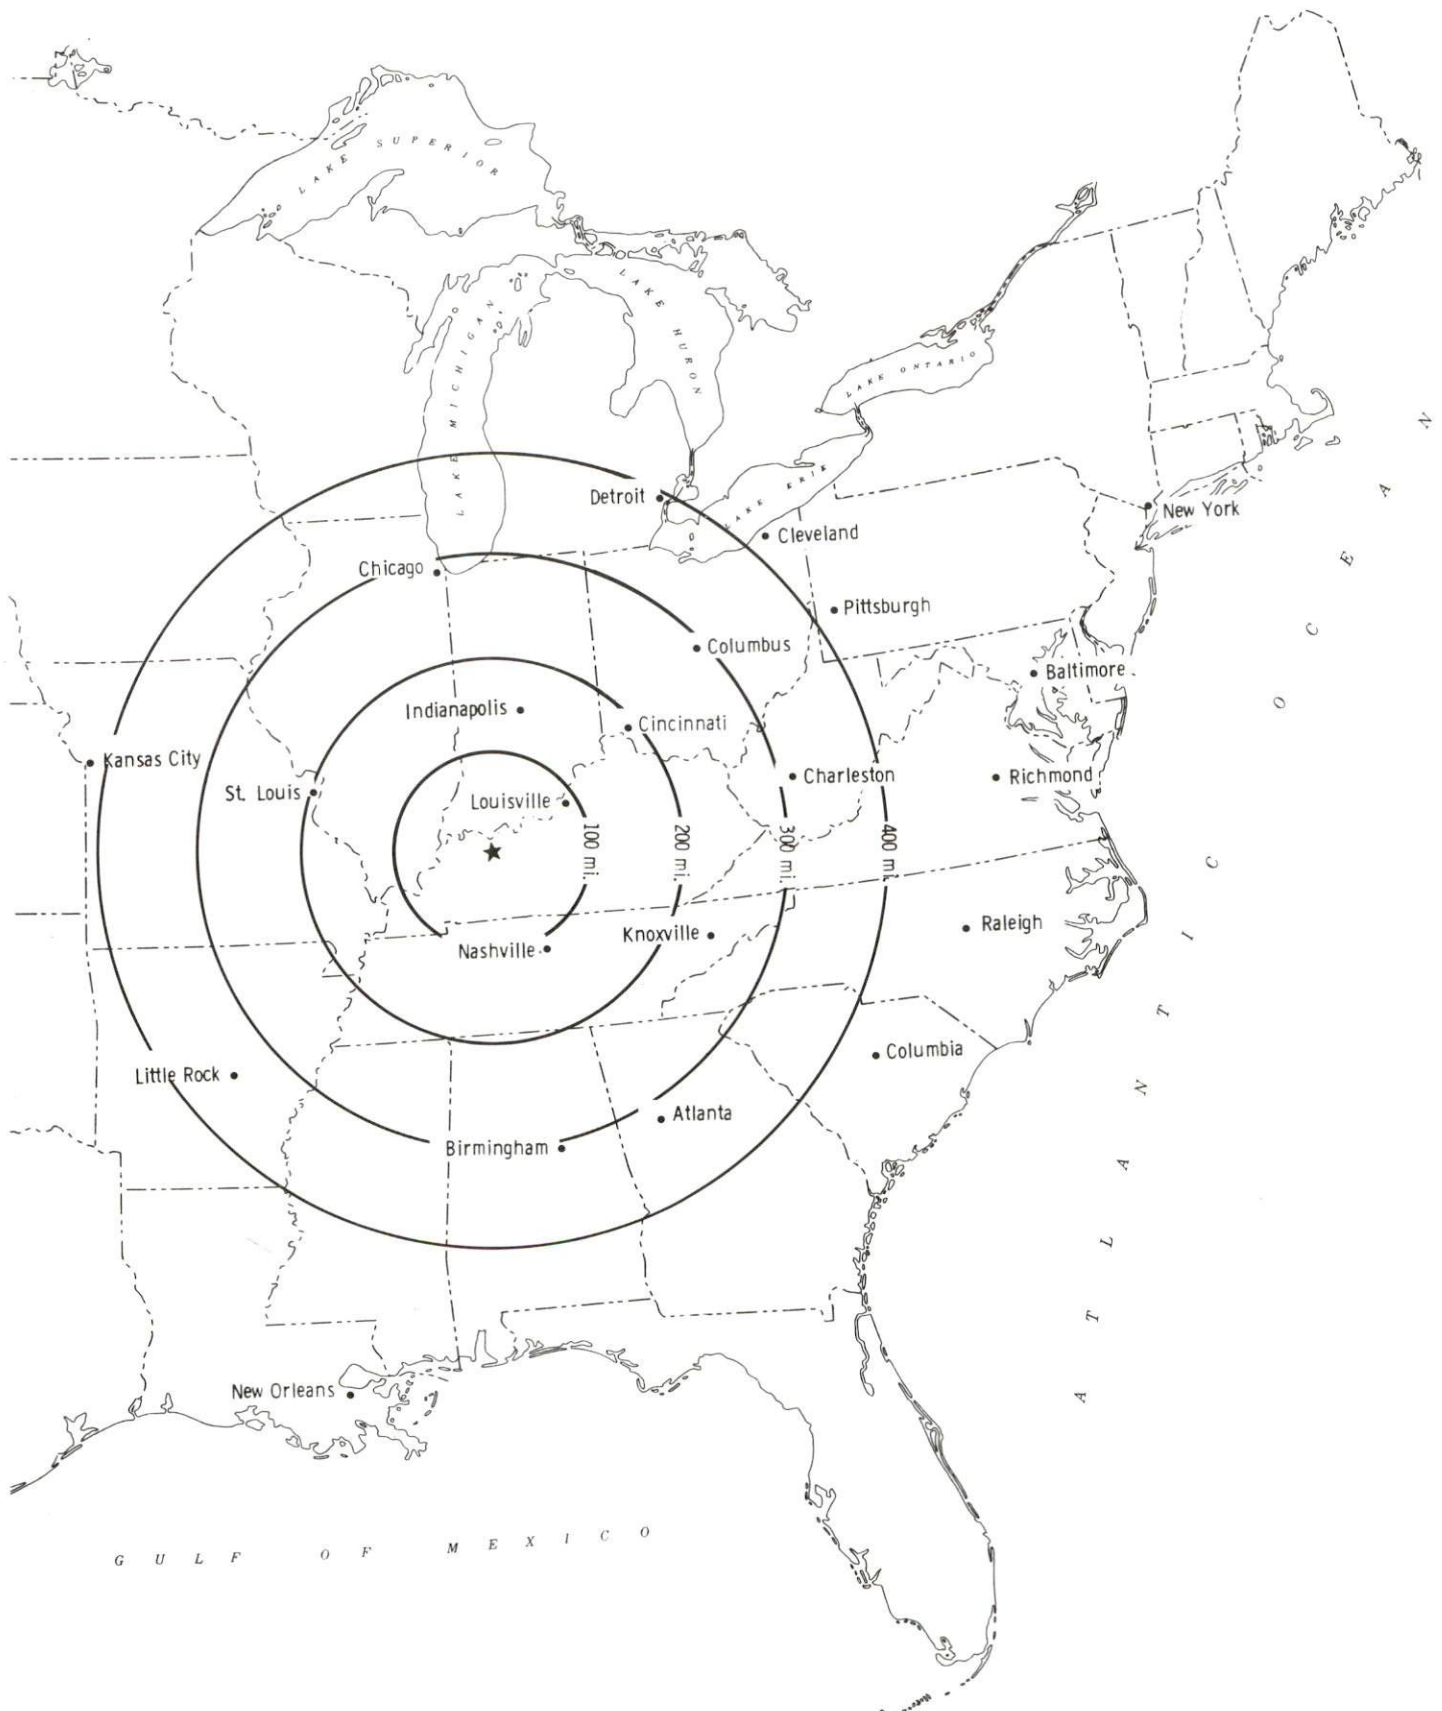 LAKE SUPERIOR
LAKE HURON
LAKE MICHIGAN
LAKE ONTARIO
LAKE ERIE
Detroit
New York
Cleveland
Chicago
Pittsburgh
Columbus
Baltimore
Indianapolis
Cincinnati
Kansas City
Charleston
Richmond
St. Louis
Louisville
100 mi.
200 mi.
300 mi.
400 mi.
Raleigh
Knoxville
Nashville
Columbia
Little Rock
Atlanta
Birmingham
New Orleans
ATLANTIC OCEAN
GULF OF MEXICO